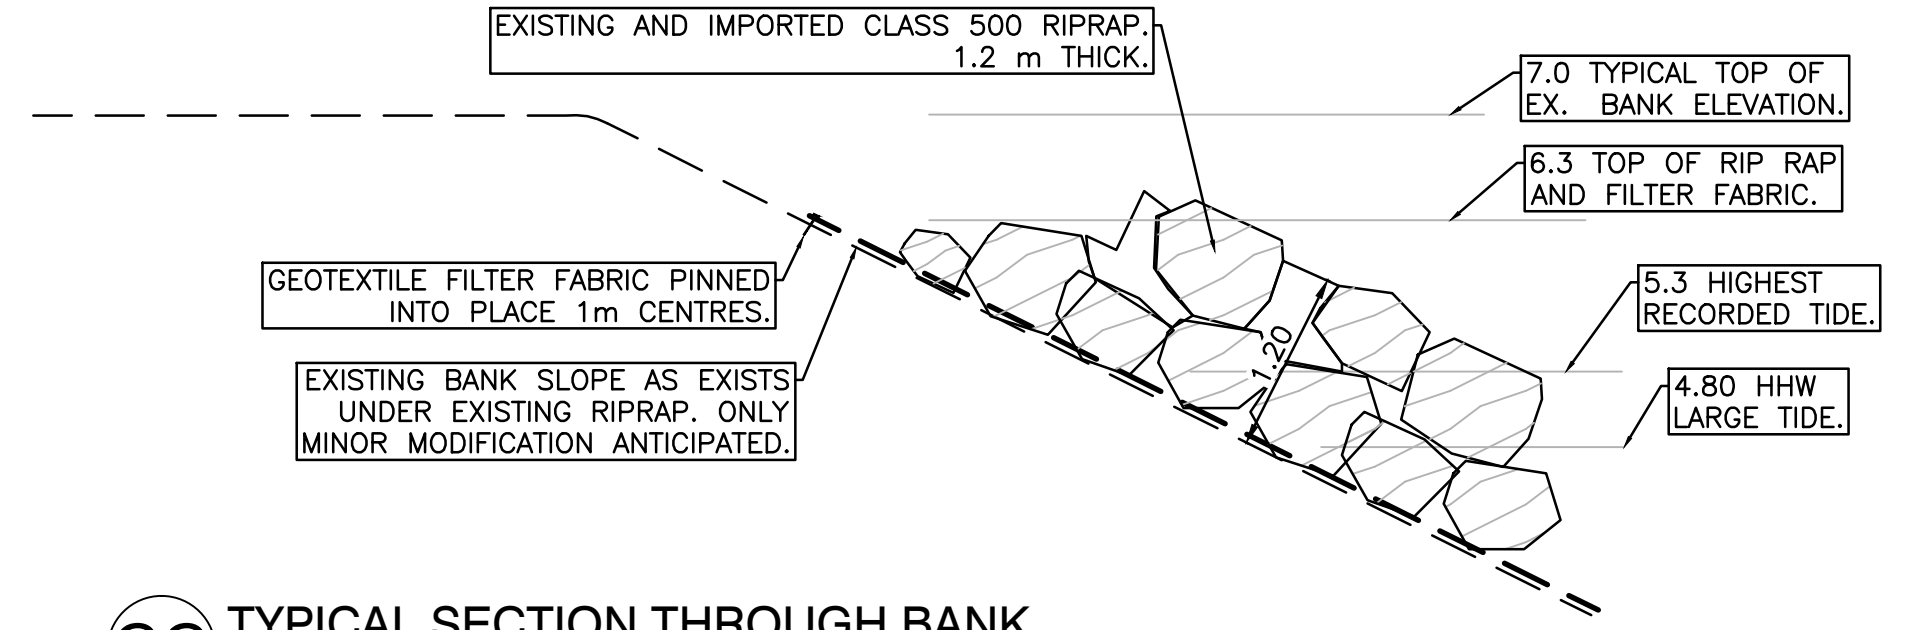 EXISTING AND IMPORTED CLASS 500 RIPRAP.
1.2 m THICK.
7.0 TYPICAL TOP OF
EX. BANK ELEVATION.
6.3 TOP OF RIP RAP
AND FILTER FABRIC.
GEOTEXTILE FILTER FABRIC PINNED
INTO PLACE 1m CENTRES.
5.3 HIGHEST
RECORDED TIDE.
1.20
EXISTING BANK SLOPE AS EXISTS
UNDER EXISTING RIPRAP. ONLY
MINOR MODIFICATION ANTICIPATED.
4.80 HHW
LARGE TIDE.
TYPICAL SECTION THROUGH BANK